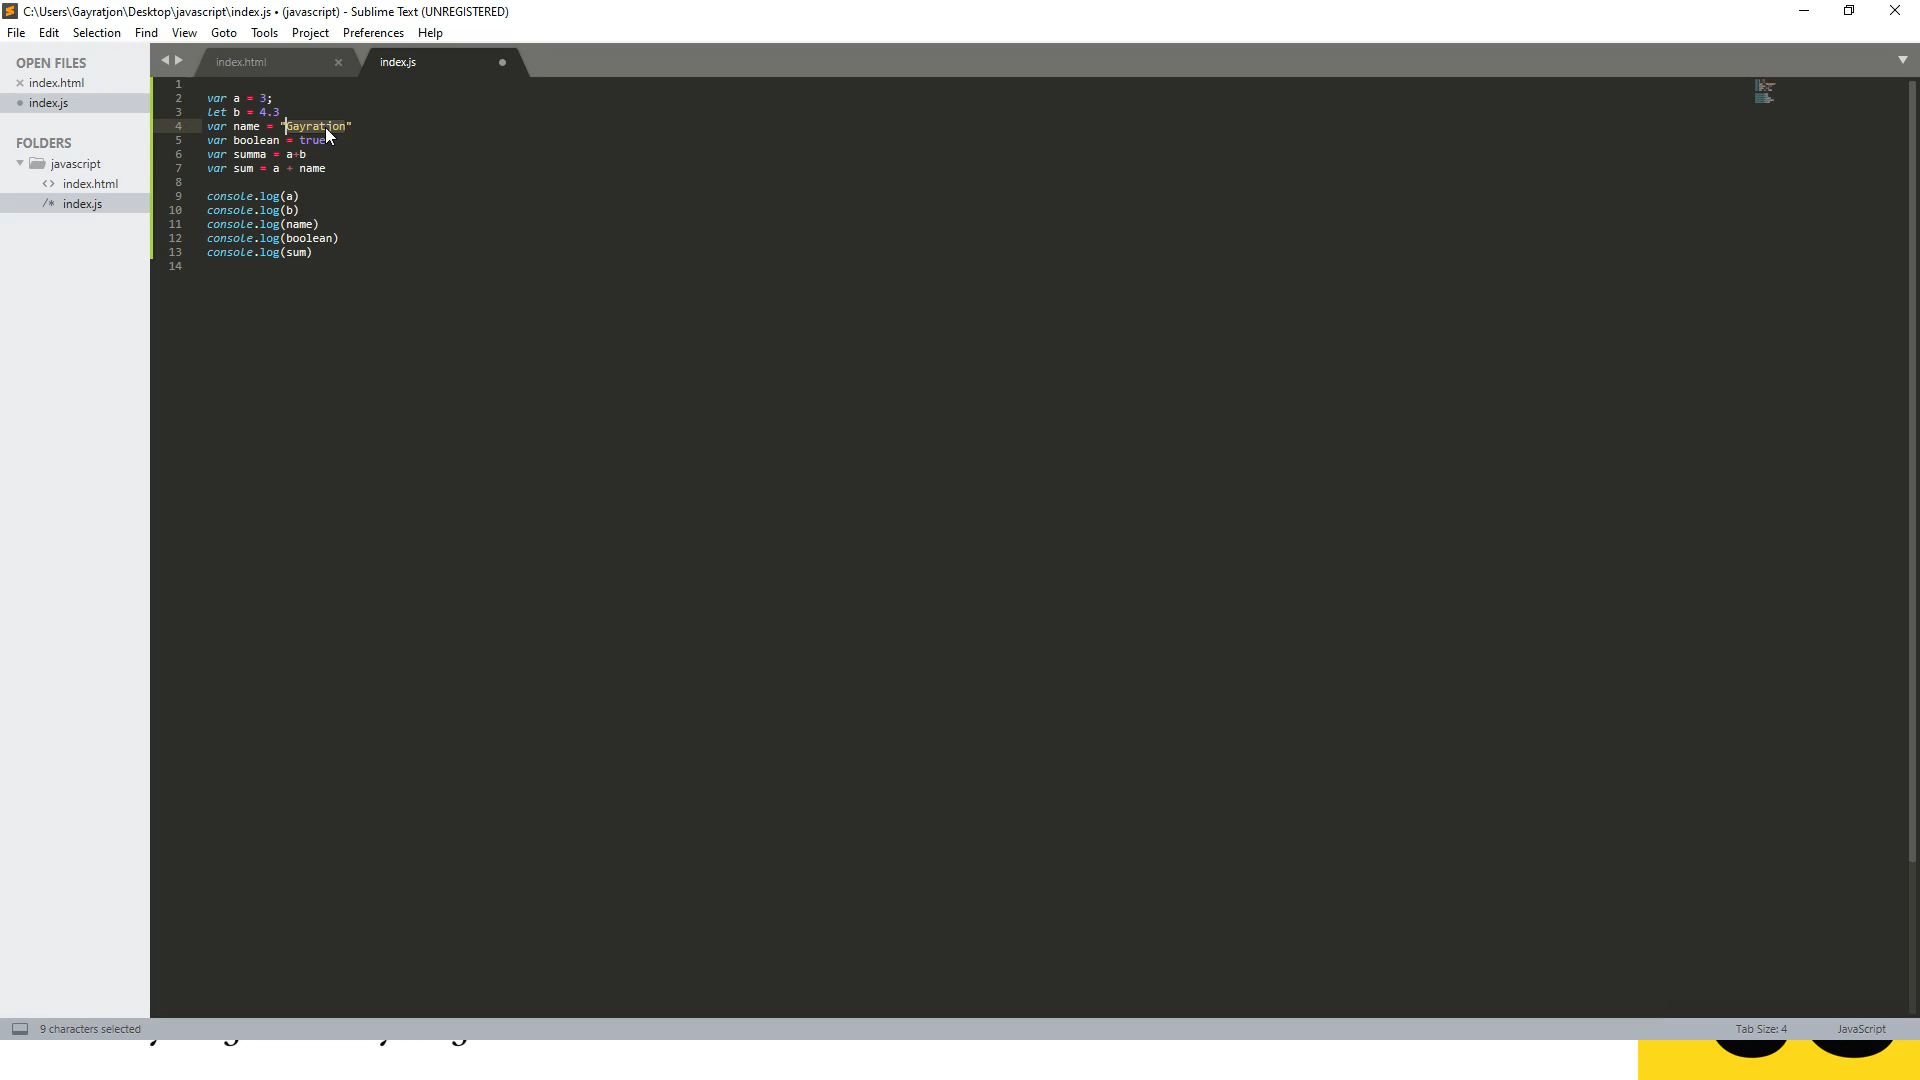 C:\Users\Gayratjon\Desktop\javascript\index.js • (javascript) - Sublime Text (UNREGISTERED)
File Edit Selection Find View Goto Tools Project Preferences Help
OPEN FILES
index.html
index.js
FOLDERS
javascript
<> index.html
/* index.js
index.html
index.js
1
2 var a = 3;
3 let b = 4.3
4 var name = "Gayratjon"
5 var boolean = true
6 var summa = a+b
7 var sum = a + name
8
9 console.log(a)
10 console.log(b)
11 console.log(name)
12 console.log(boolean)
13 console.log(sum)
14
9 characters selected
Tab Size: 4
JavaScript